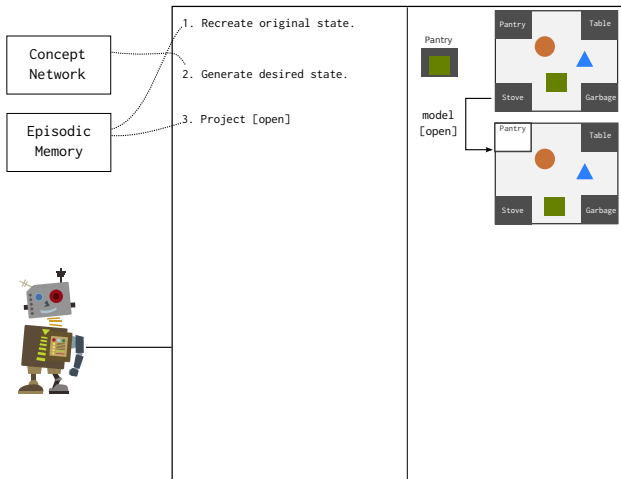 Concept
Network
Episodic
Memory
1. Recreate original state.
2. Generate desired state.
3. Project [open]
Pantry
model
[open]
Pantry
Table
Stove
Garbage
Pantry
Table
Stove
Garbage